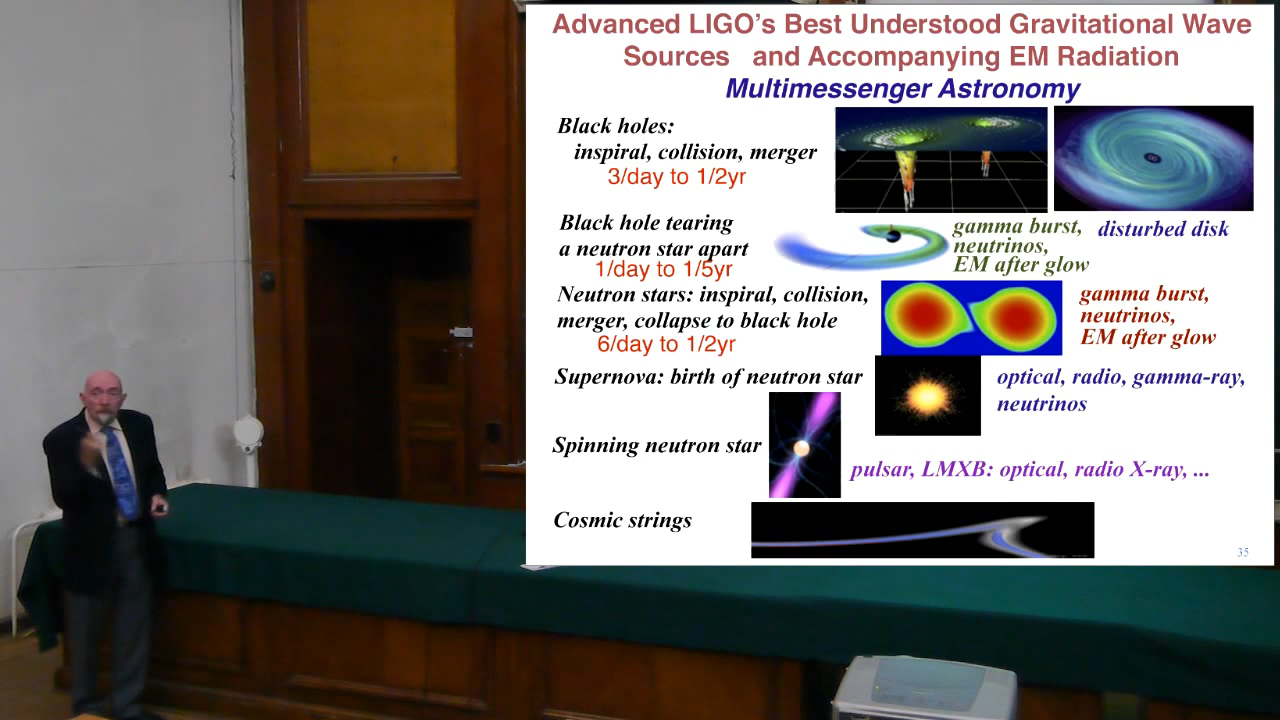 Advanced LIGO's Best Understood Gravitational Wave
Sources and Accompanying EM Radiation
Multimessenger Astronomy
Black holes:
inspiral, collision, merger
3/day to 1/2yr
Black hole tearing
a neutron star apart
1/day to 1/5yr
gamma burst,
neutrinos,
EM after glow
disturbed disk
Neutron stars: inspiral, collision,
merger, collapse to black hole
6/day to 1/2yr
gamma burst,
neutrinos,
EM after glow
Supernova: birth of neutron star
optical, radio, gamma-ray,
neutrinos
Spinning neutron star
pulsar, LMXB: optical, radio X-ray, ...
Cosmic strings
35